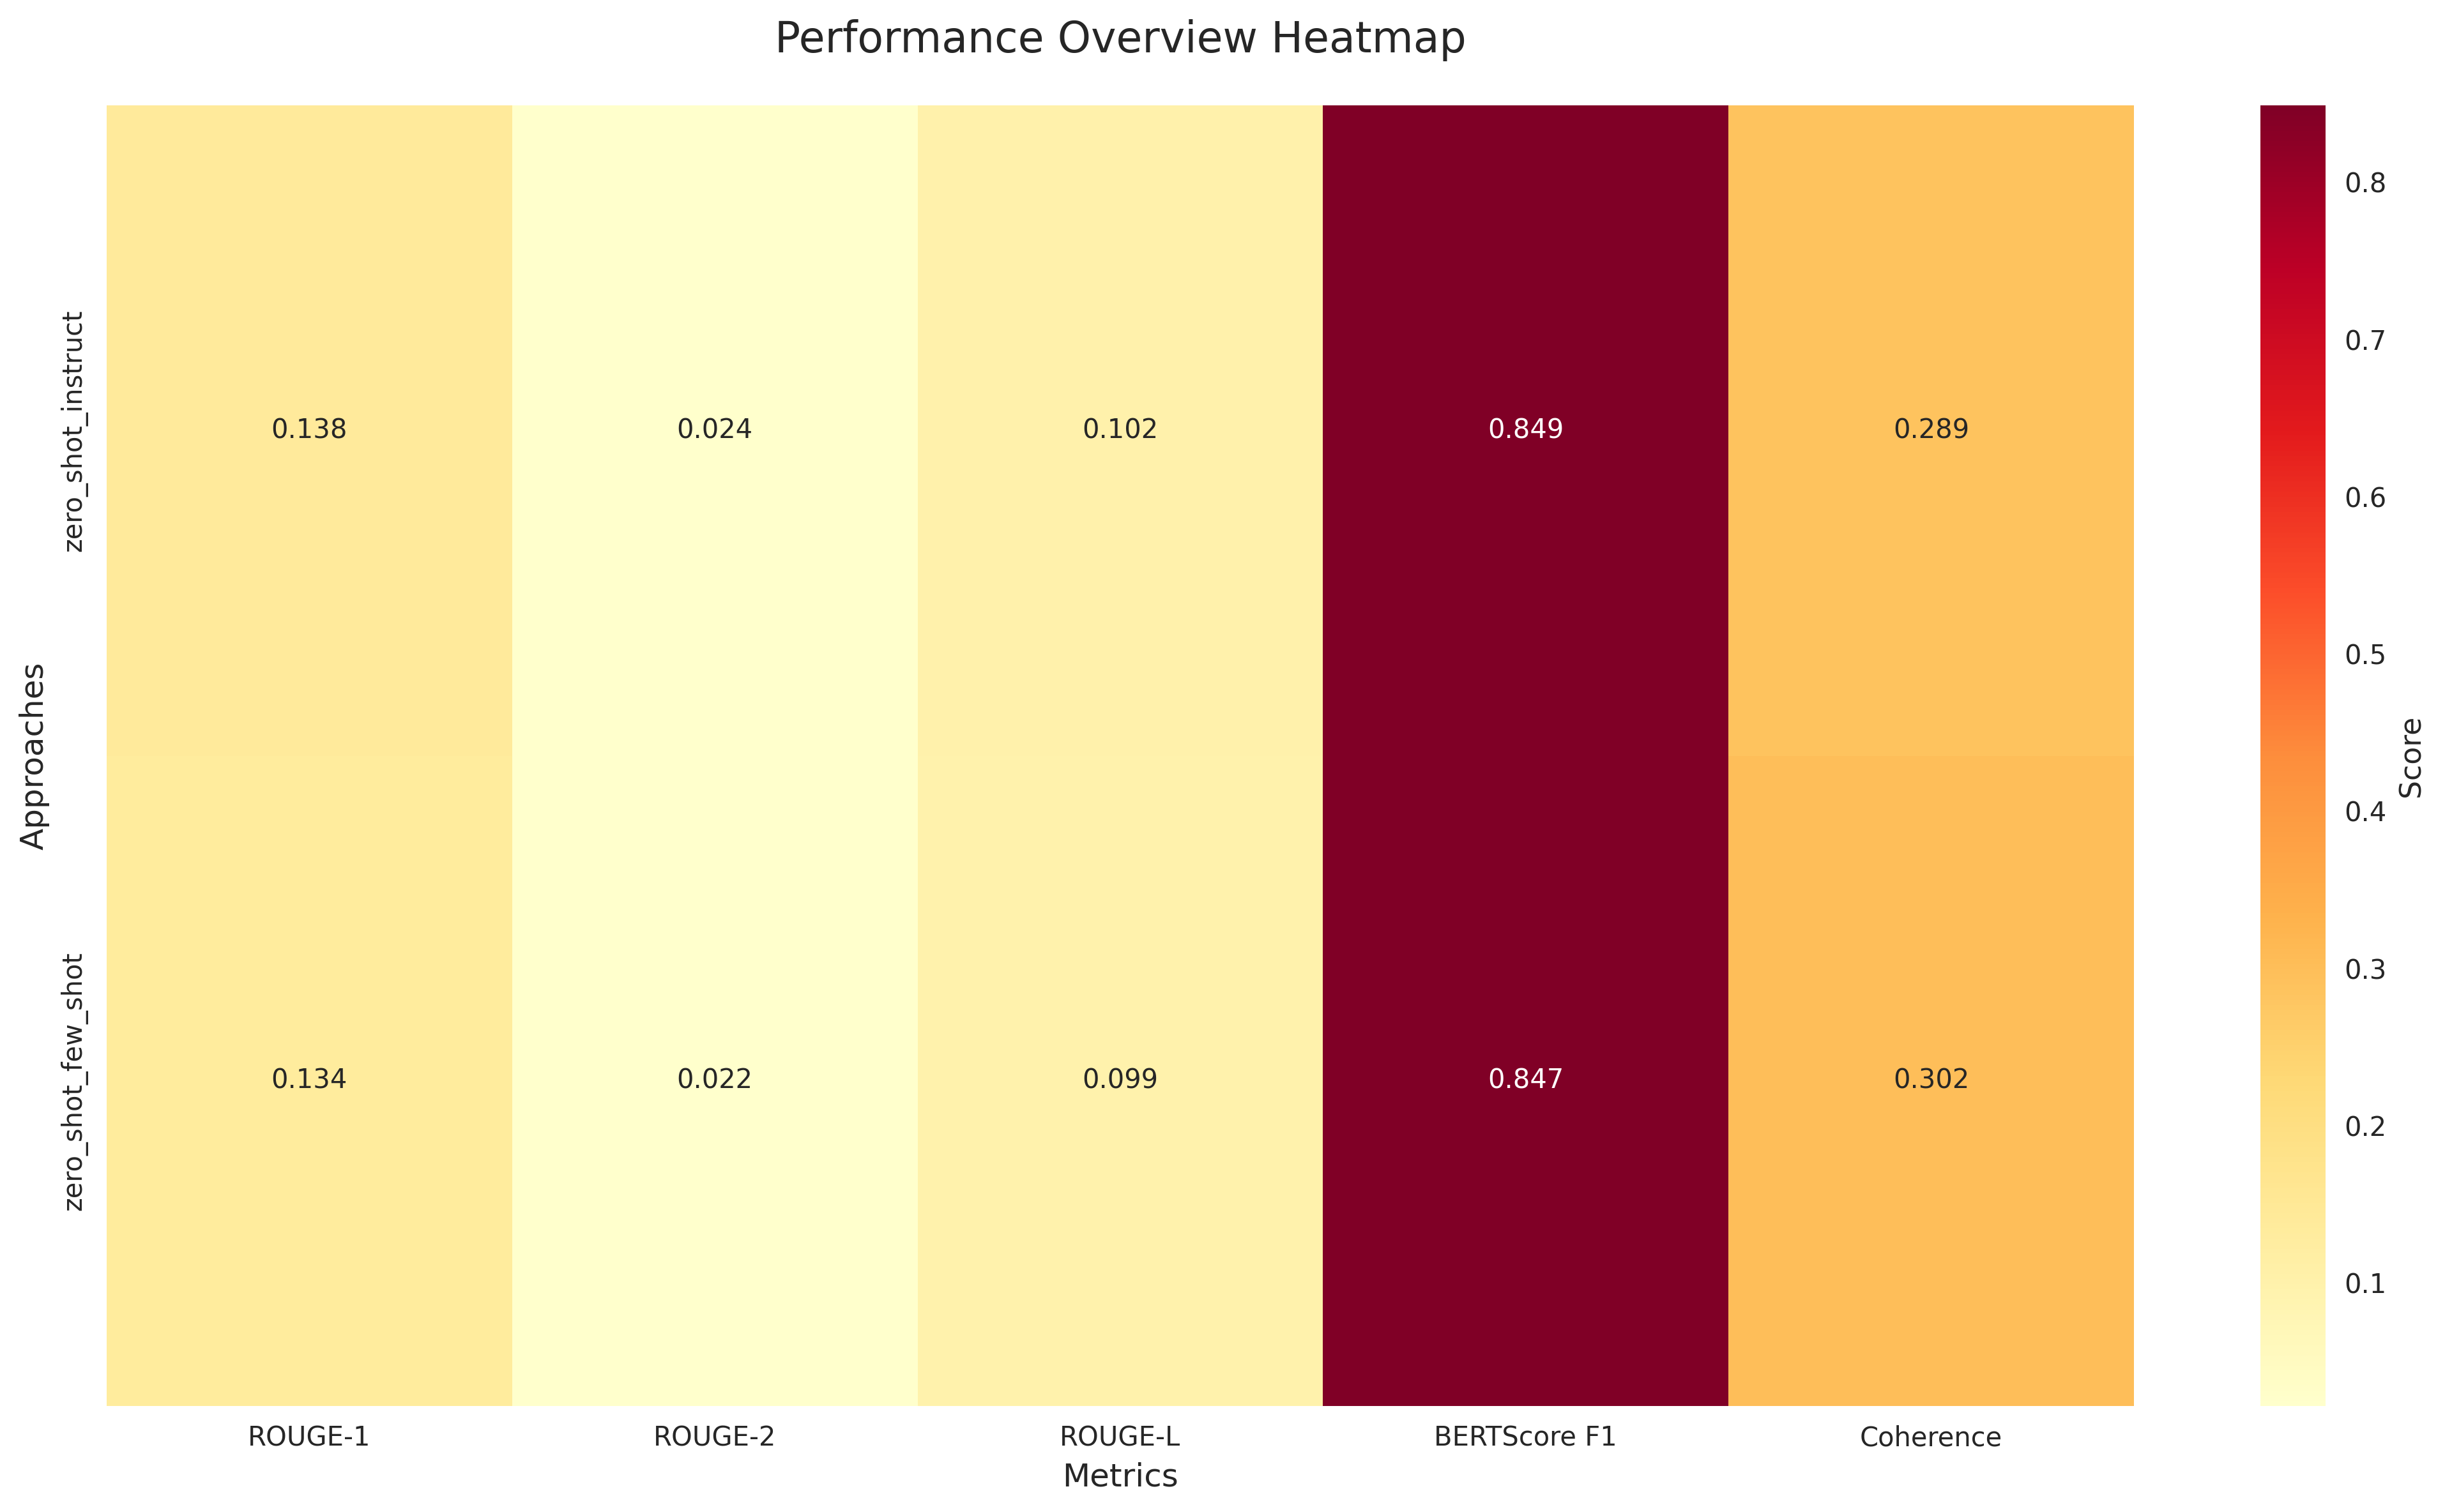 Performance Overview Heatmap
Approaches
zero_shot_instruct
0.138 0.024 0.102 0.849 0.289
zero_shot_few_shot
0.134 0.022 0.099 0.847 0.302
ROUGE-1 ROUGE-2 ROUGE-L BERTScore F1 Coherence
Metrics
0.8
0.7
0.6
0.5
0.4
0.3
0.2
0.1
Score